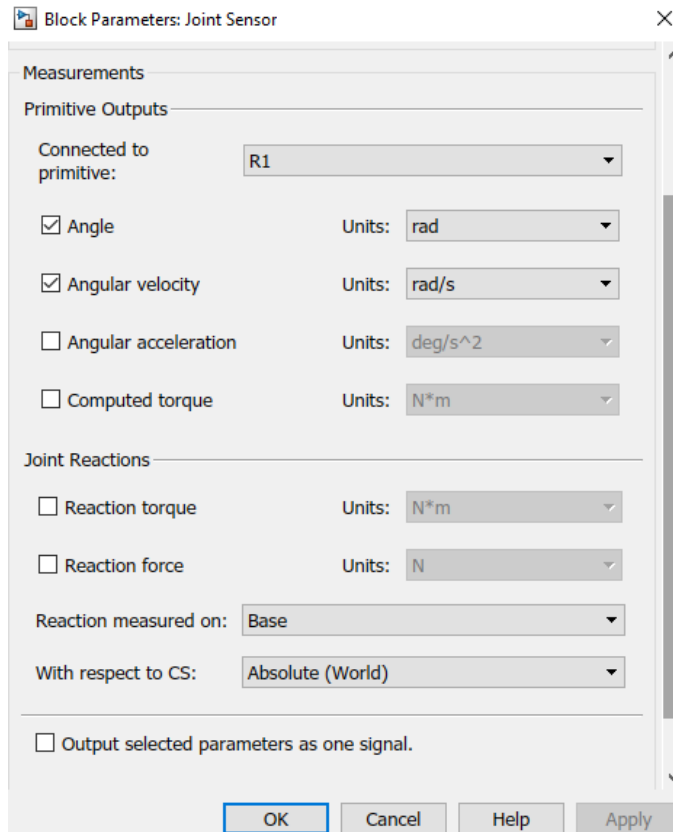 Block Parameters: Joint Sensor
Measurements
Primitive Outputs
Connected to
primitive:
R1
Angle Units: rad
Angular velocity Units: rad/s
Angular acceleration Units: deg/s^2
Computed torque Units: N*m
Joint Reactions
Reaction torque Units: N*m
Reaction force Units: N
Reaction measured on: Base
With respect to CS: Absolute (World)
Output selected parameters as one signal.
OK Cancel Help Apply